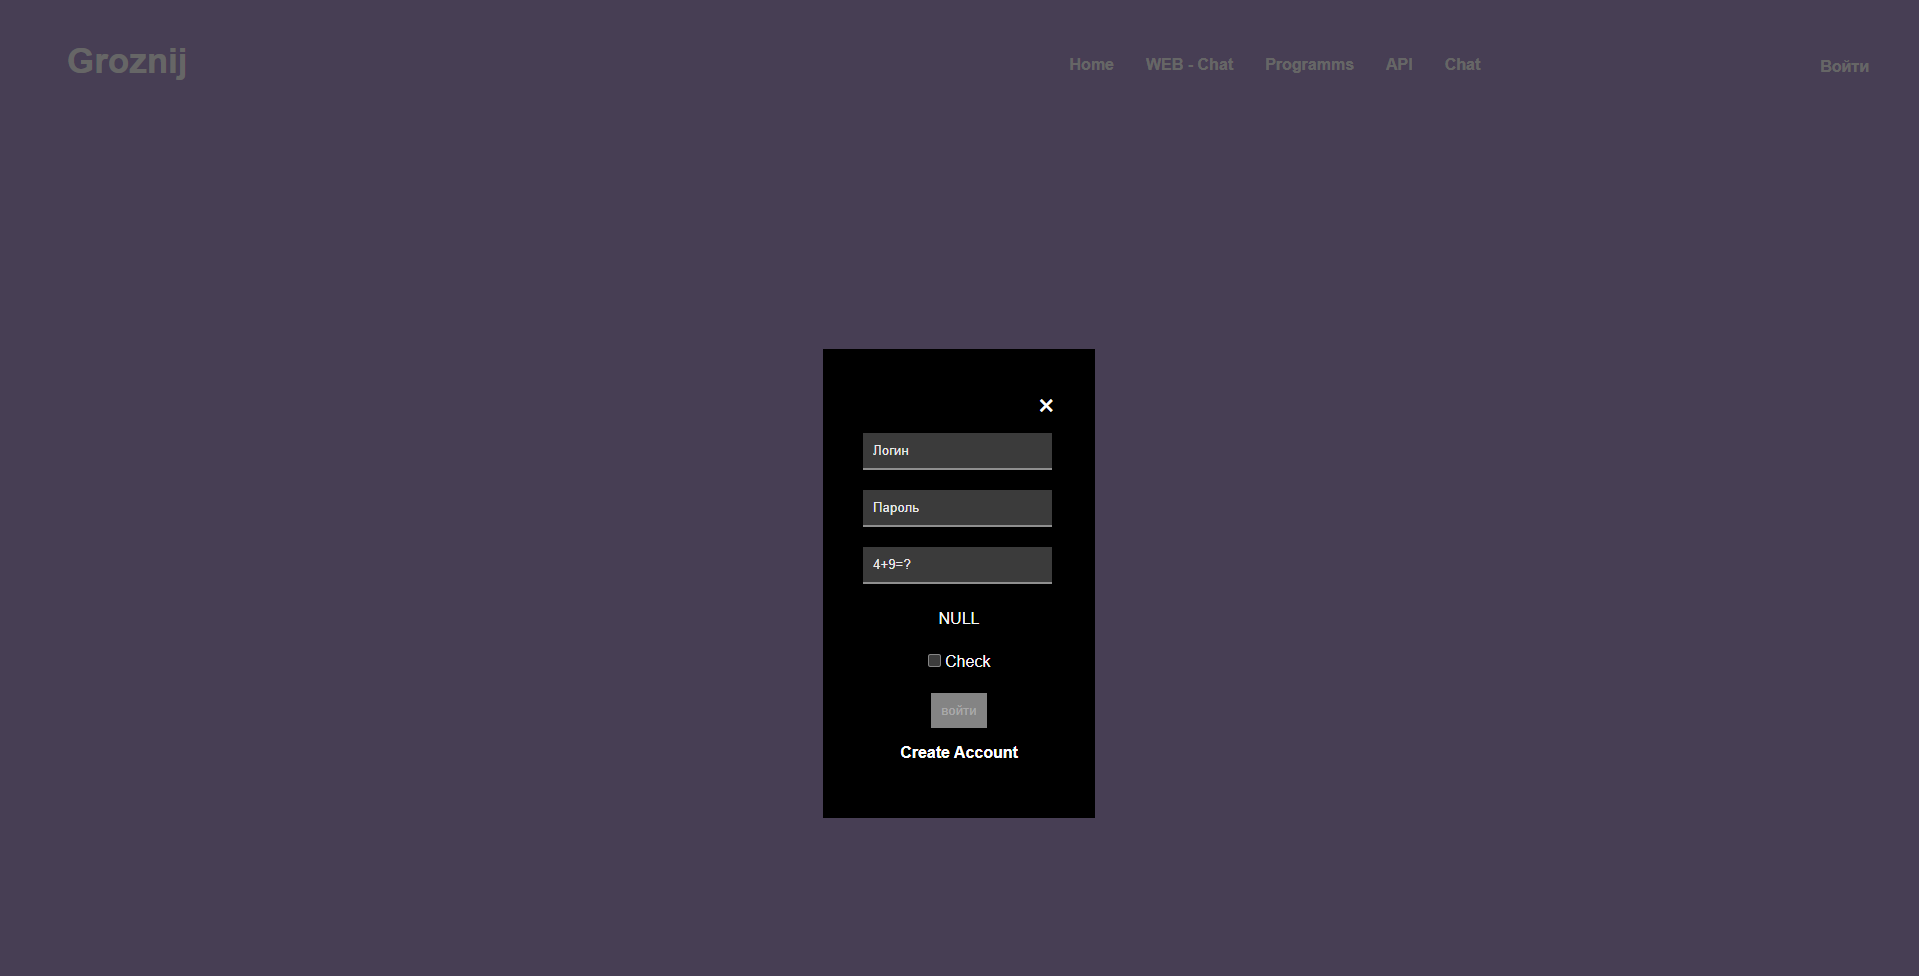 Groznij
Home WEB - Chat Programms API Chat
Войти
×
Логин
Пароль
4+9=?
NULL
Check
войти
Create Account